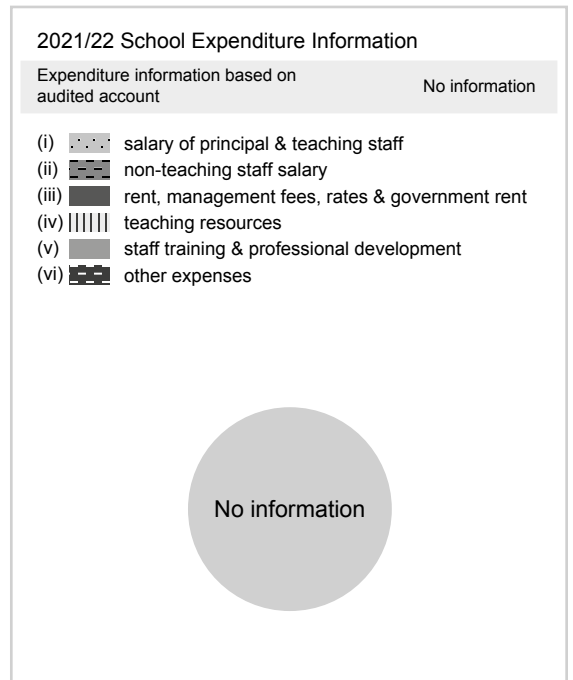 2021/22 School Expenditure Information
Expenditure information based on
audited account
No information
(i) salary of principal & teaching staff
(ii) non-teaching staff salary
(iii) rent, management fees, rates & government rent
(iv) teaching resources
(v) staff training & professional development
(vi) other expenses
No information